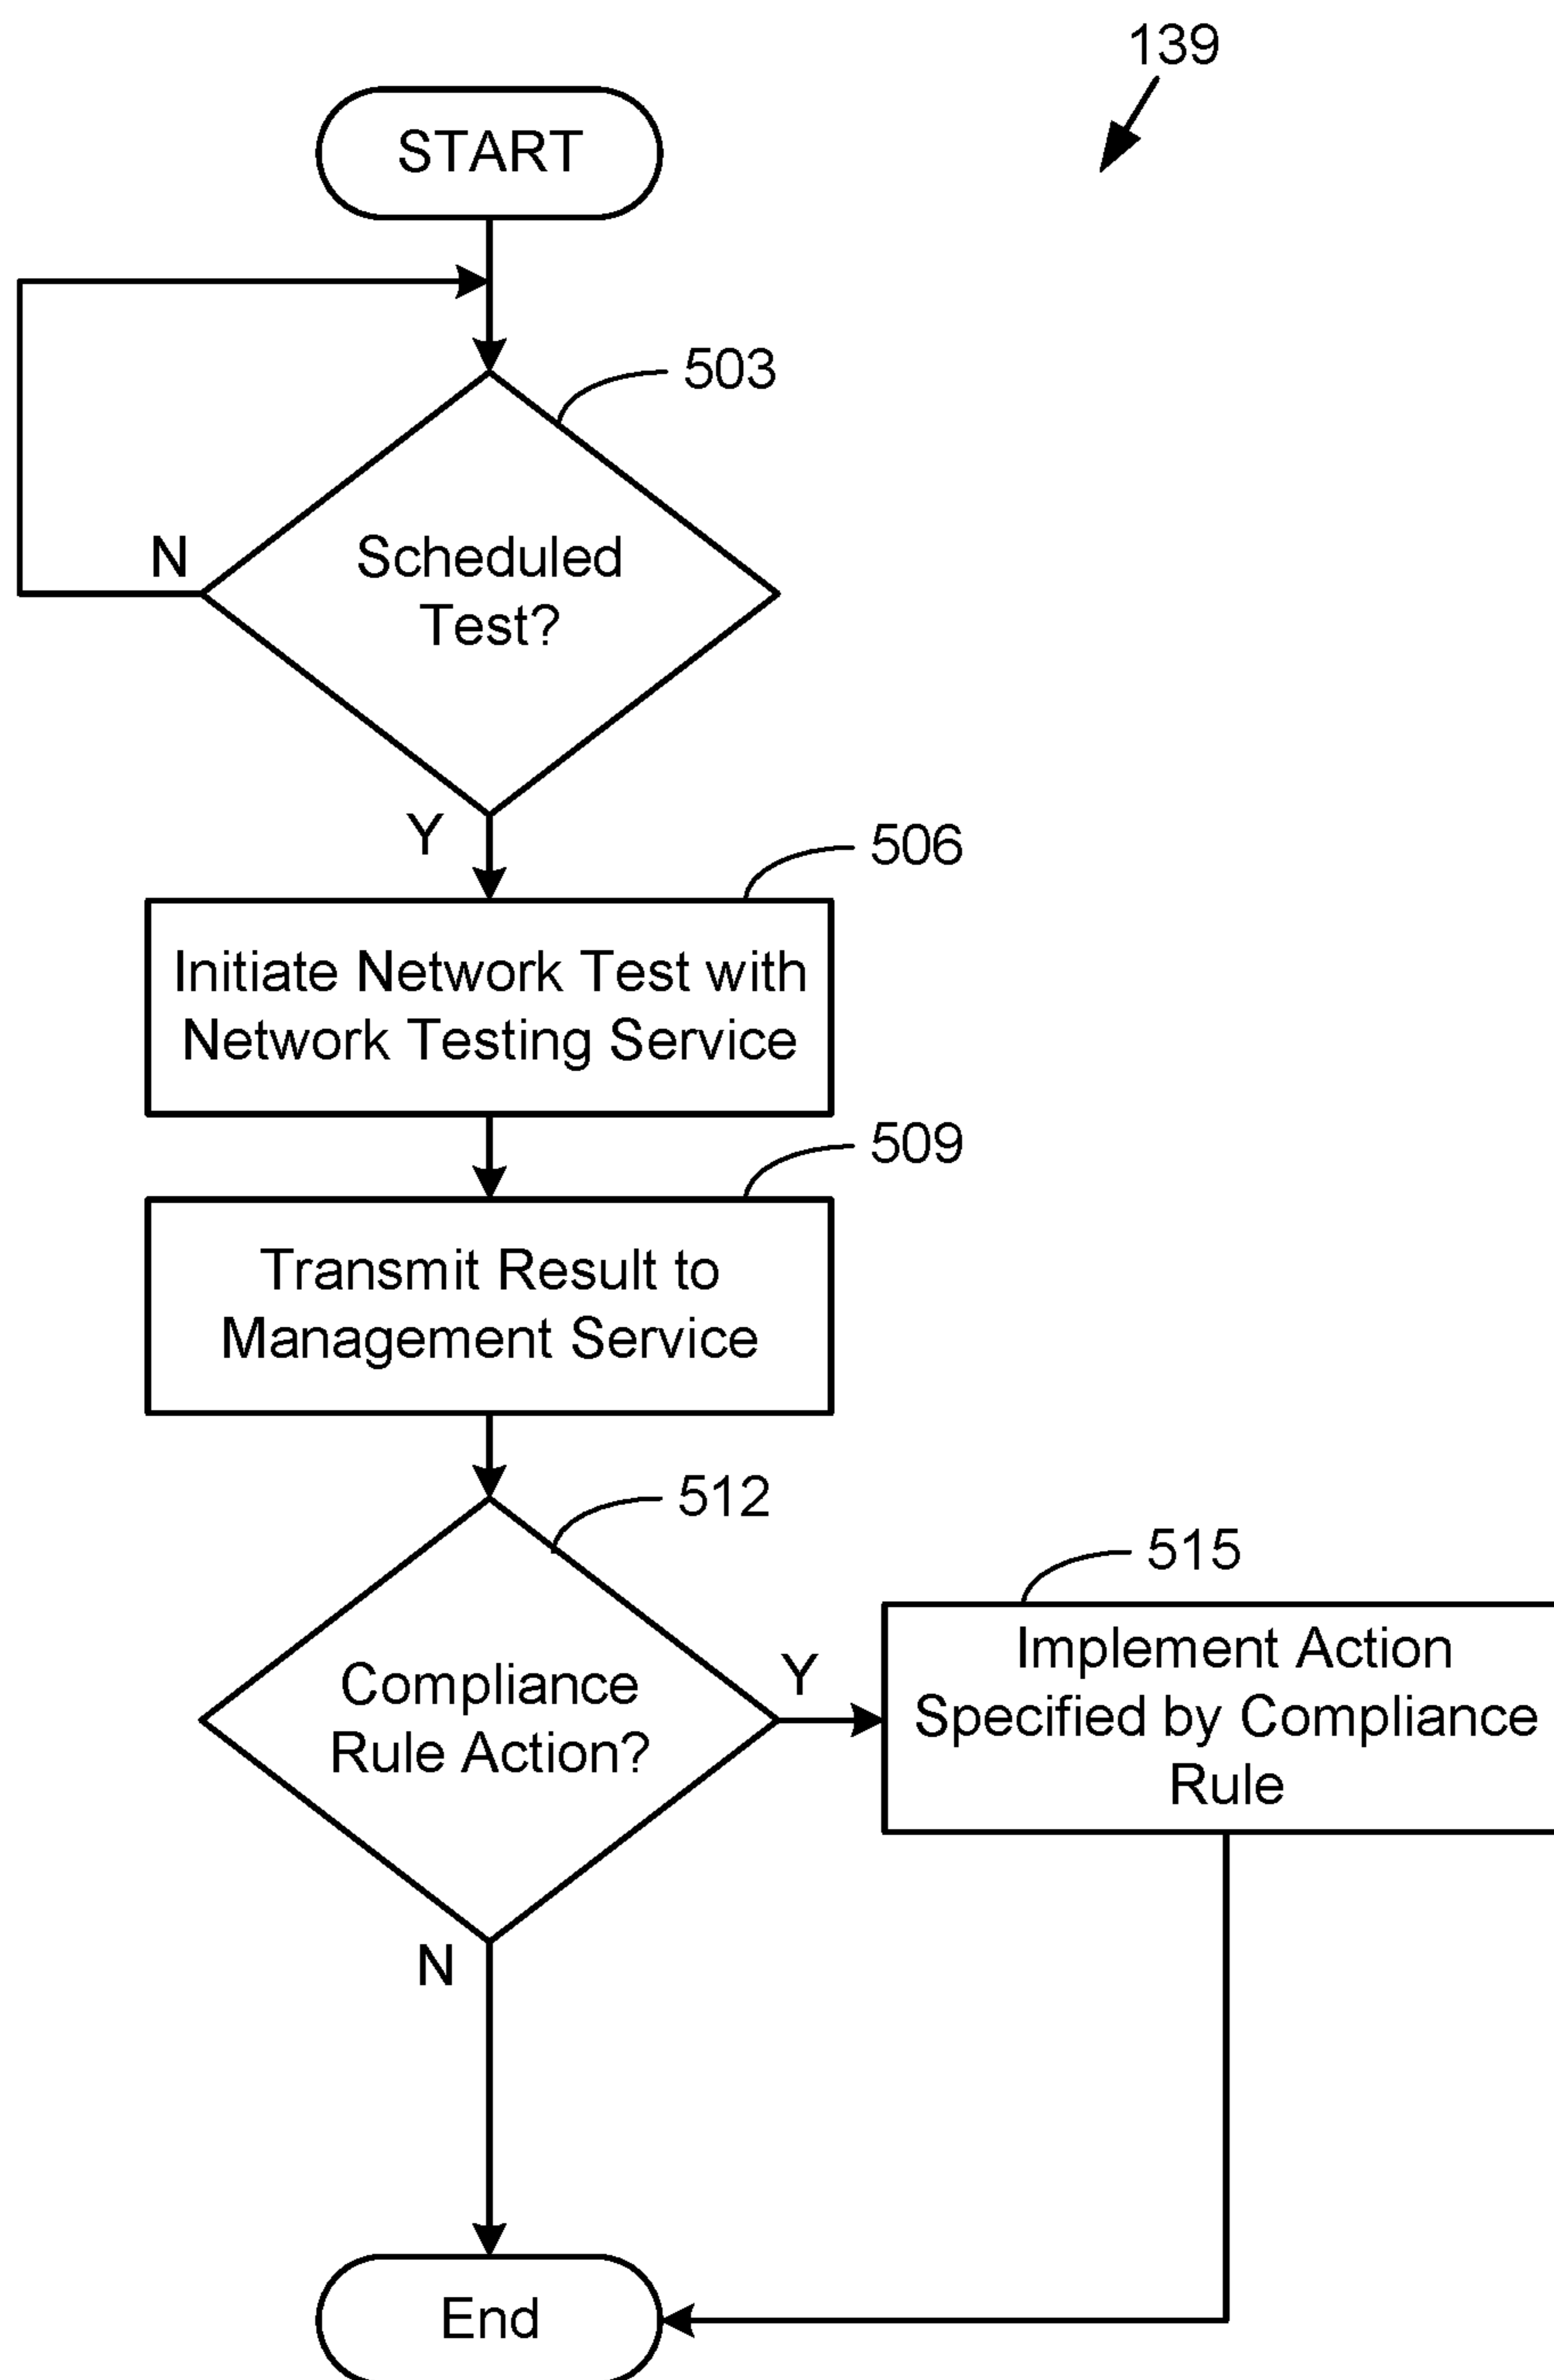 139
START
503
Scheduled
Test?
N
Y
506
Initiate Network Test with
Network Testing Service
509
Transmit Result to
Management Service
512
Compliance
Rule Action?
Y
515
Implement Action
Specified by Compliance
Rule
N
End